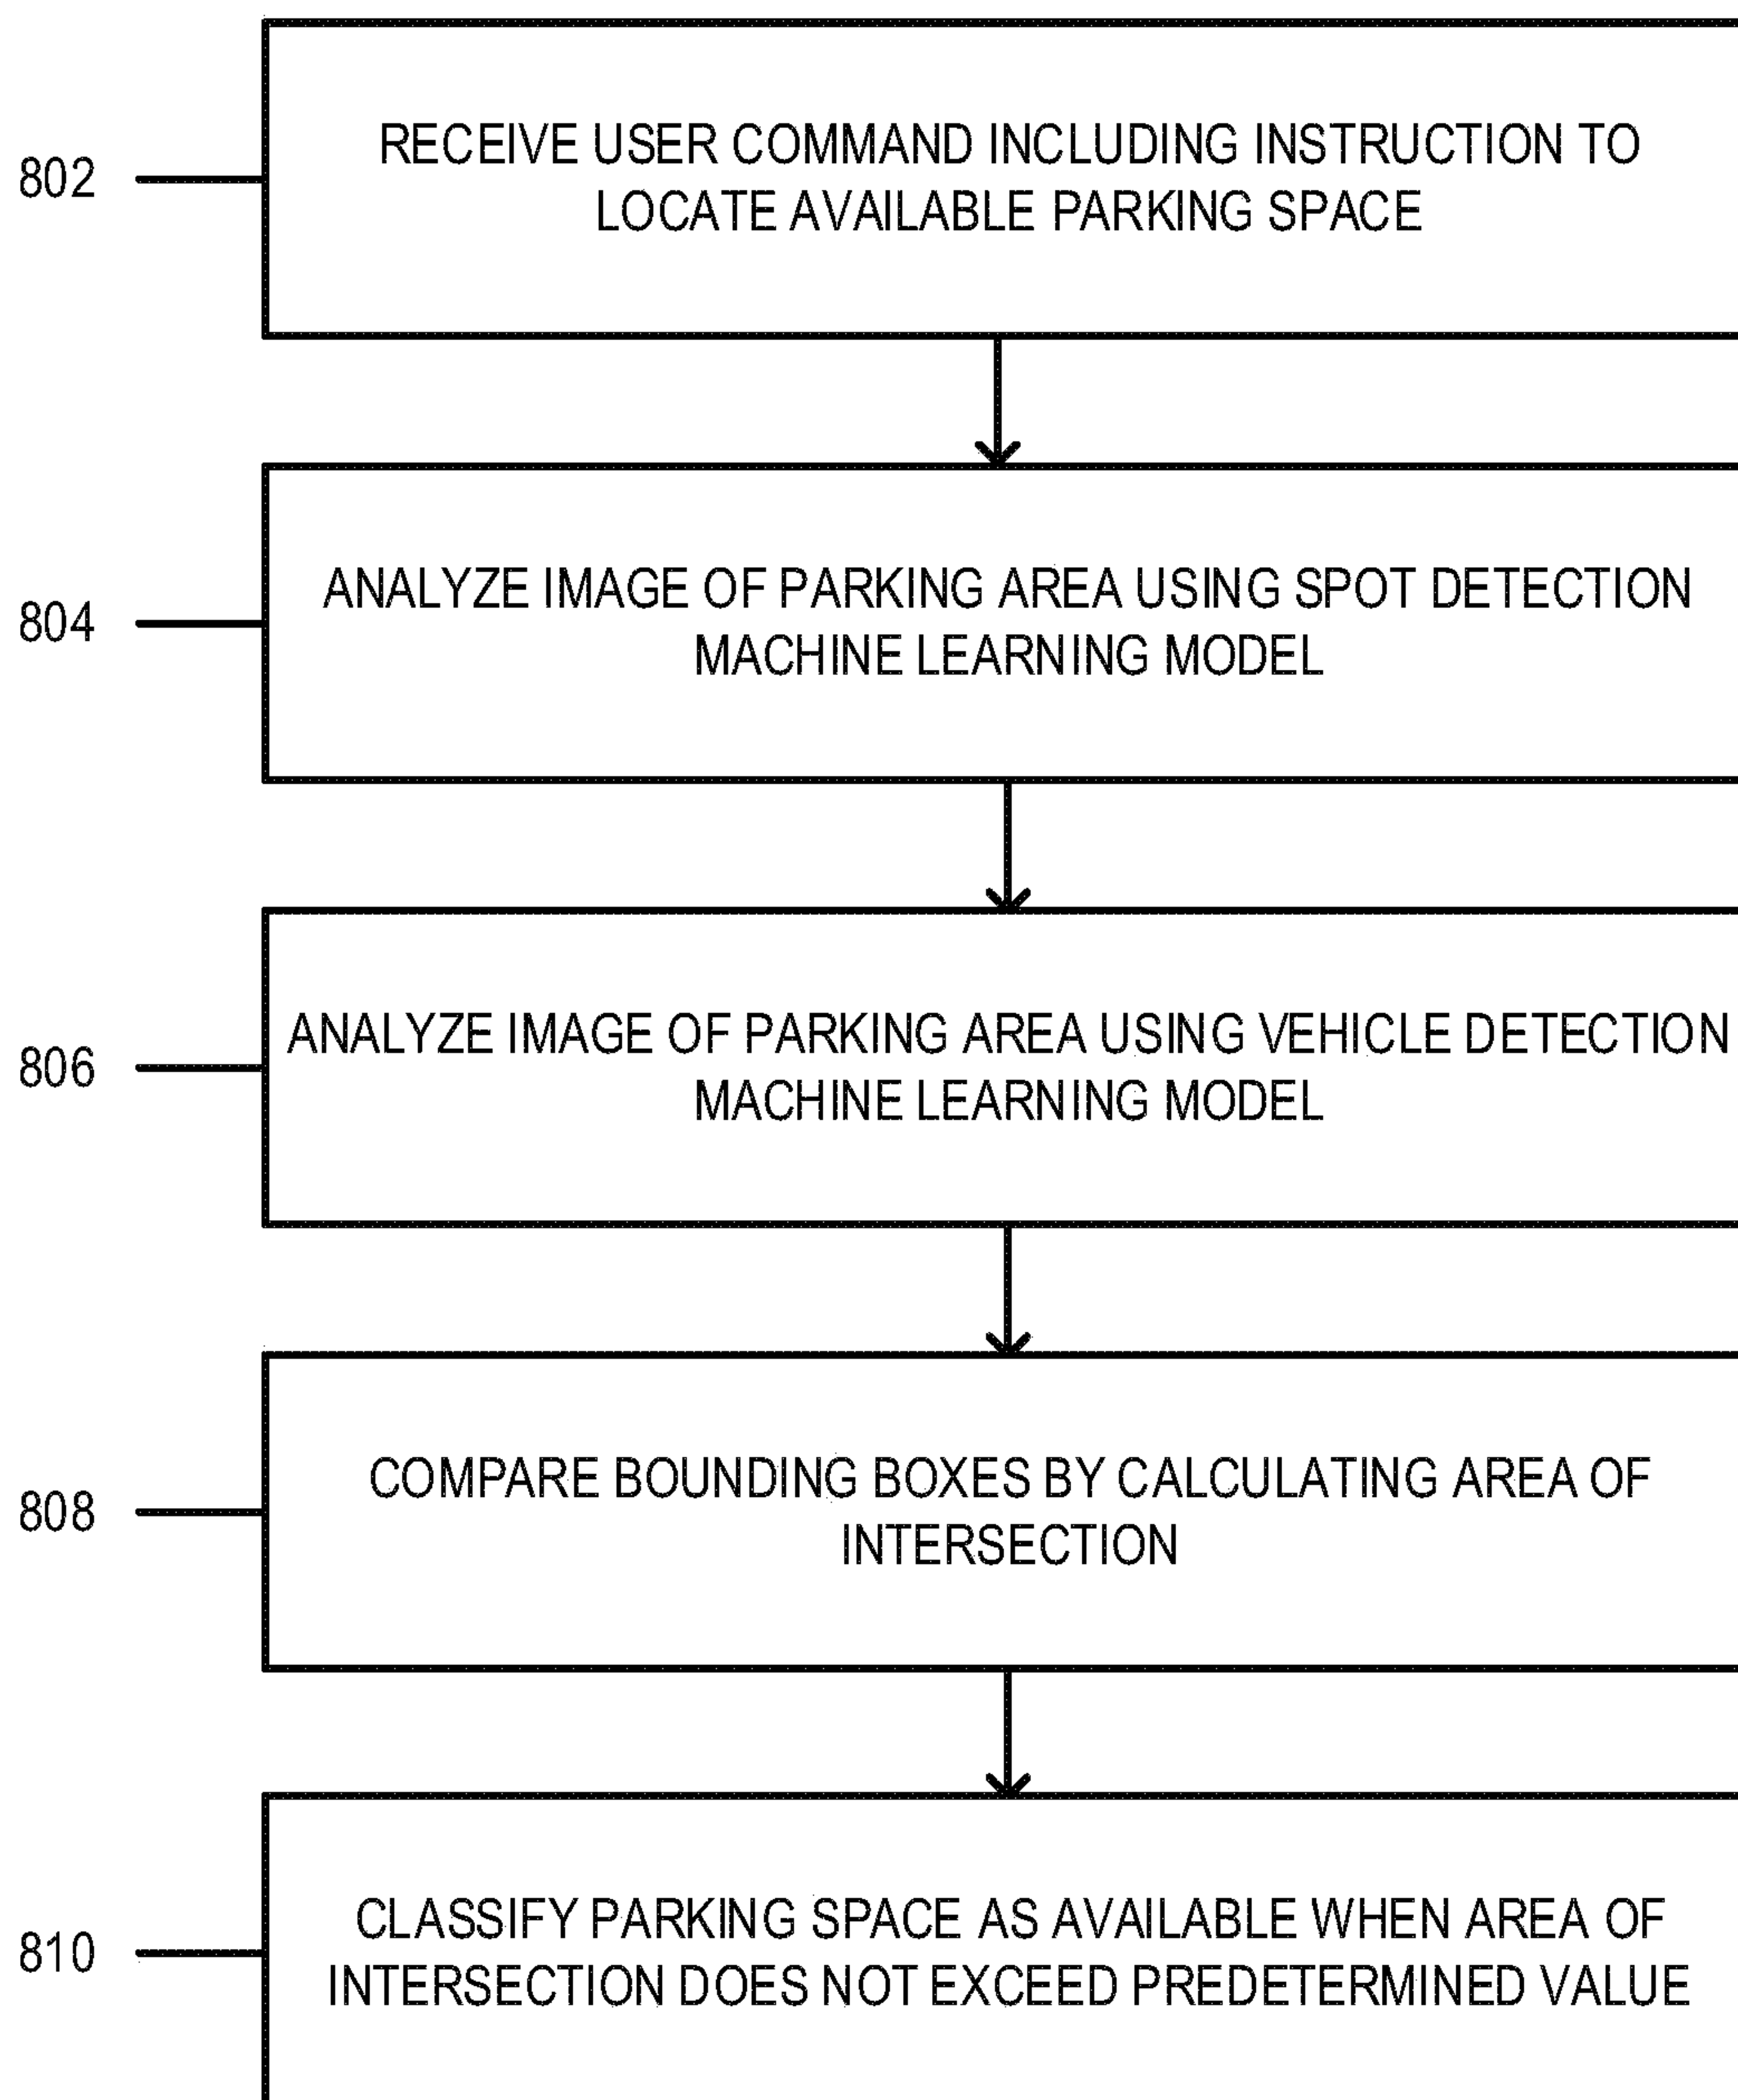 802
RECEIVE USER COMMAND INCLUDING INSTRUCTION TO
LOCATE AVAILABLE PARKING SPACE
804
ANALYZE IMAGE OF PARKING AREA USING SPOT DETECTION
MACHINE LEARNING MODEL
806
ANALYZE IMAGE OF PARKING AREA USING VEHICLE DETECTION
MACHINE LEARNING MODEL
808
COMPARE BOUNDING BOXES BY CALCULATING AREA OF
INTERSECTION
810
CLASSIFY PARKING SPACE AS AVAILABLE WHEN AREA OF
INTERSECTION DOES NOT EXCEED PREDETERMINED VALUE